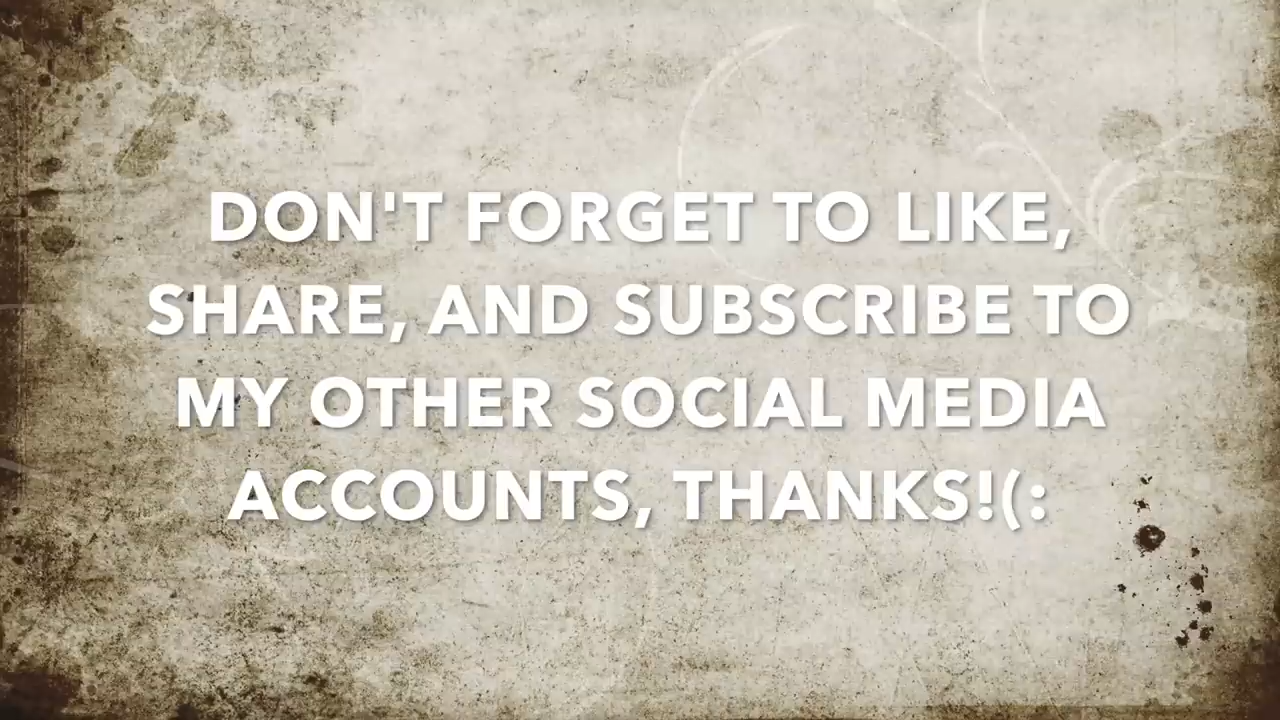 DON'T FORGET TO LIKE,
SHARE, AND SUBSCRIBE TO
MY OTHER SOCIAL MEDIA
ACCOUNTS, THANKS!(: